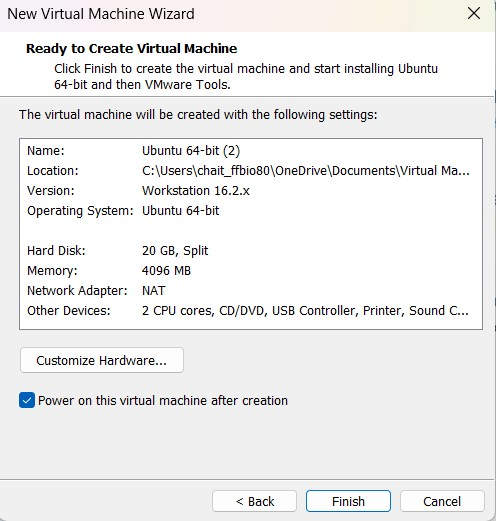 New Virtual Machine Wizard
Ready to Create Virtual Machine
Click Finish to create the virtual machine and start installing Ubuntu
64-bit and then VMware Tools.
The virtual machine will be created with the following settings:
Name: Ubuntu 64-bit (2)
Location: C:\Users\chait_ffbio80\OneDrive\Documents\Virtual Ma...
Version: Workstation 16.2.x
Operating System: Ubuntu 64-bit
Hard Disk: 20 GB, Split
Memory: 4096 MB
Network Adapter: NAT
Other Devices: 2 CPU cores, CD/DVD, USB Controller, Printer, Sound C...
Customize Hardware...
Power on this virtual machine after creation
< Back Finish Cancel